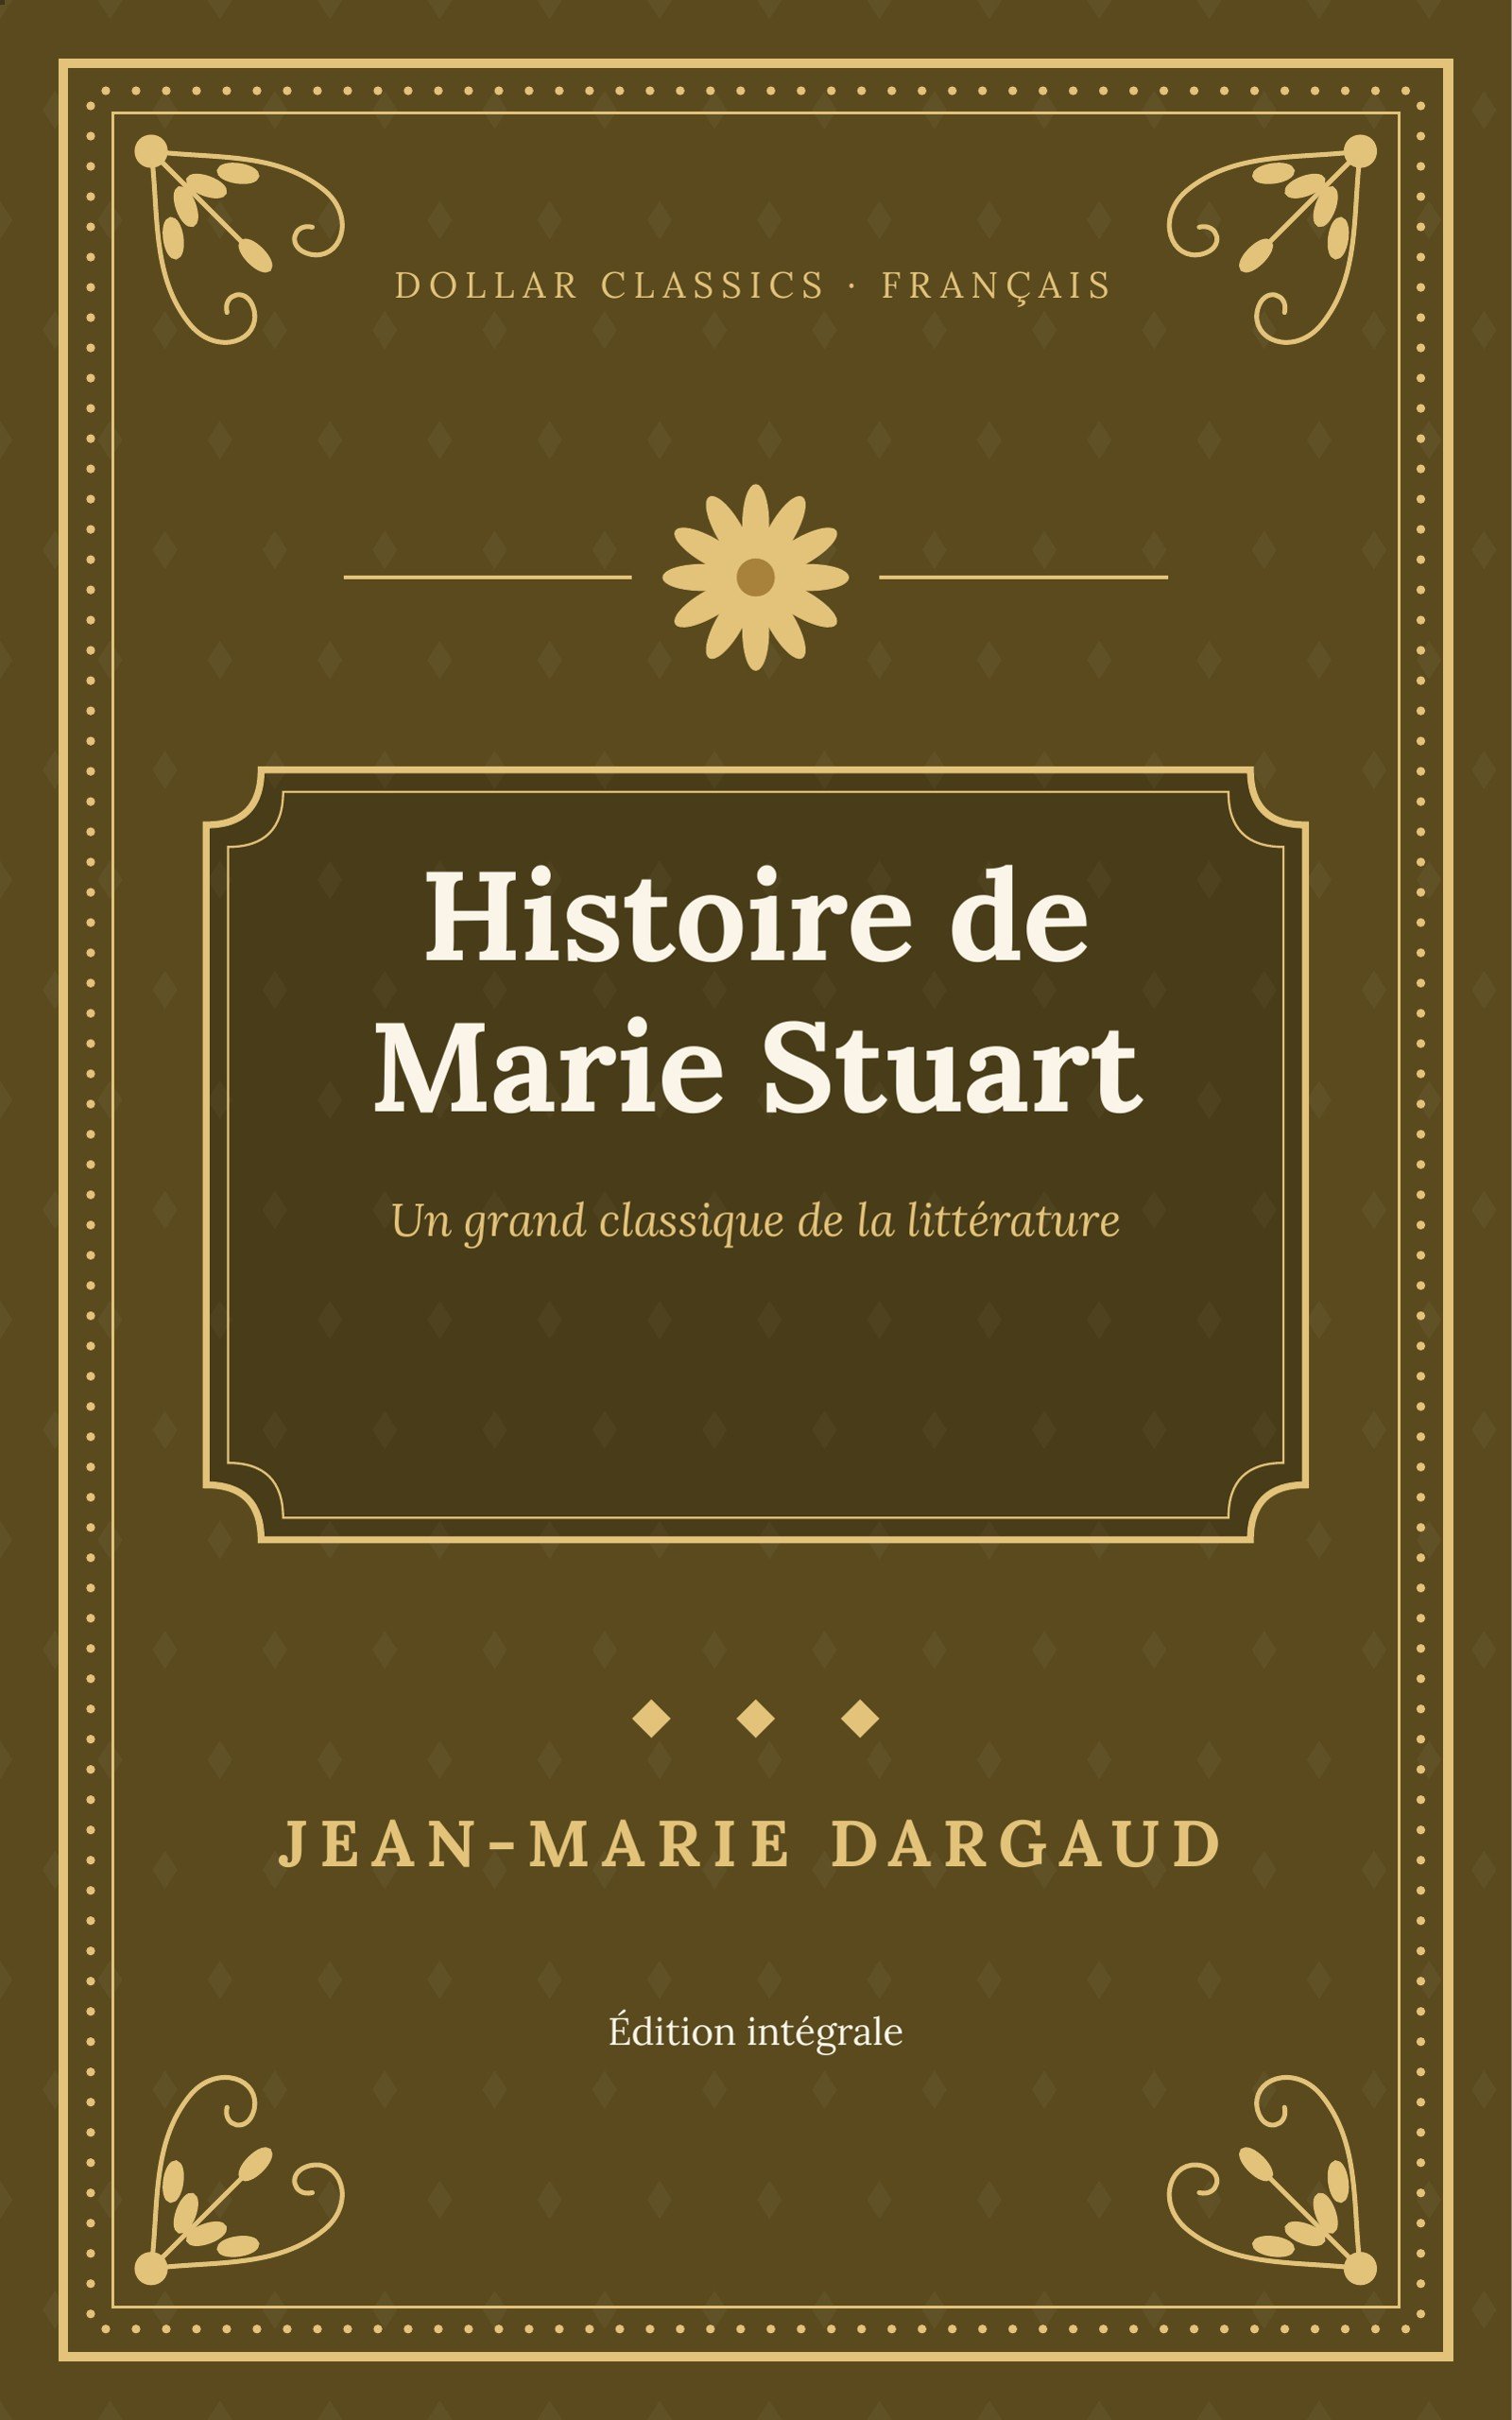 DOLLAR CLASSICS · FRANÇAIS
Histoire de
Marie Stuart
Un grand classique de la littérature
JEAN-MARIE DARGAUD
Édition intégrale